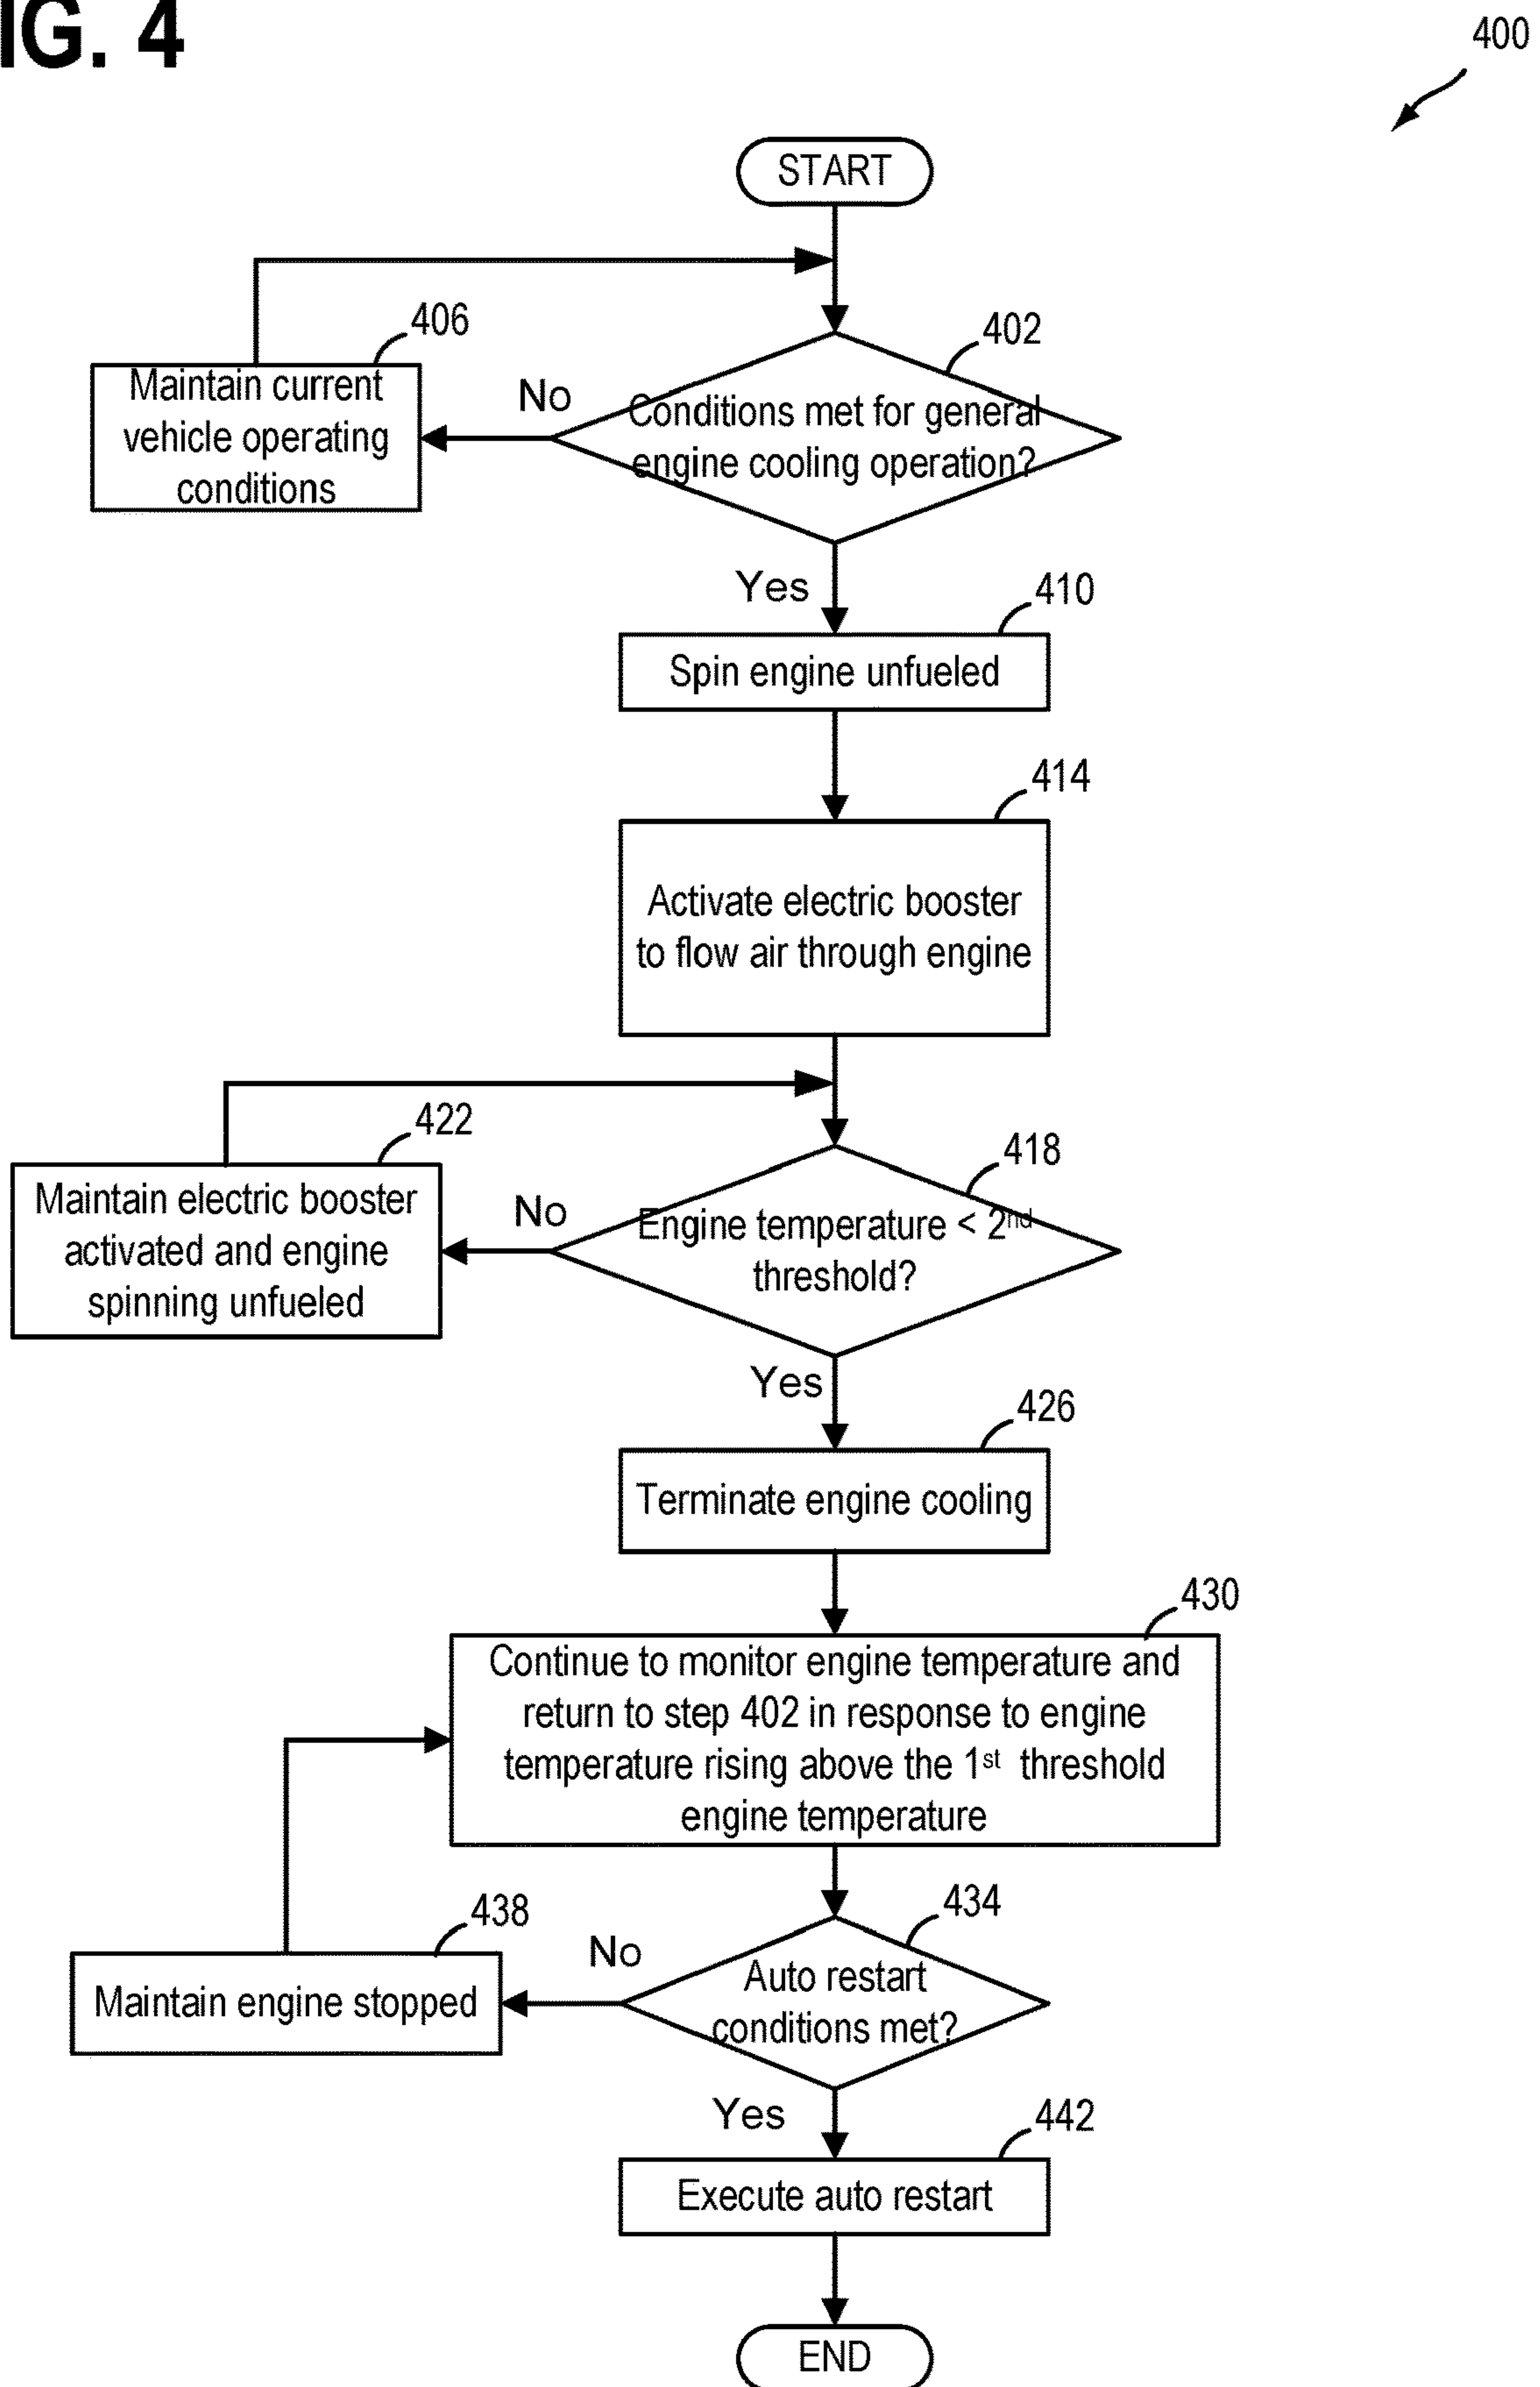 IG. 4
400
START
406
402
Maintain current
vehicle operating
conditions
No
Conditions met for general
engine cooling operation?
Yes
410
Spin engine unfueled
414
Activate electric booster
to flow air through engine
422
418
Maintain electric booster
activated and engine
spinning unfueled
No
Engine temperature < 2nd
threshold?
Yes
426
Terminate engine cooling
430
Continue to monitor engine temperature and
return to step 402 in response to engine
temperature rising above the 1st threshold
engine temperature
438
434
Maintain engine stopped
No
Auto restart
conditions met?
Yes
442
Execute auto restart
END